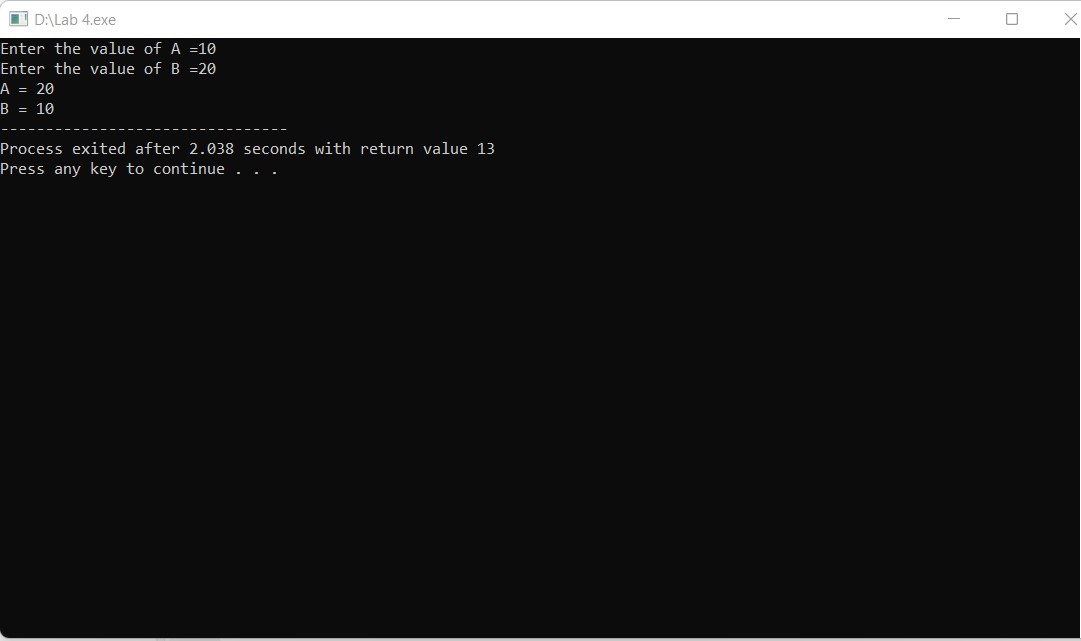 D:\Lab 4.exe
Enter the value of A =10
Enter the value of B =20
A = 20
B = 10
--------------------------------
Process exited after 2.038 seconds with return value 13
Press any key to continue . . .